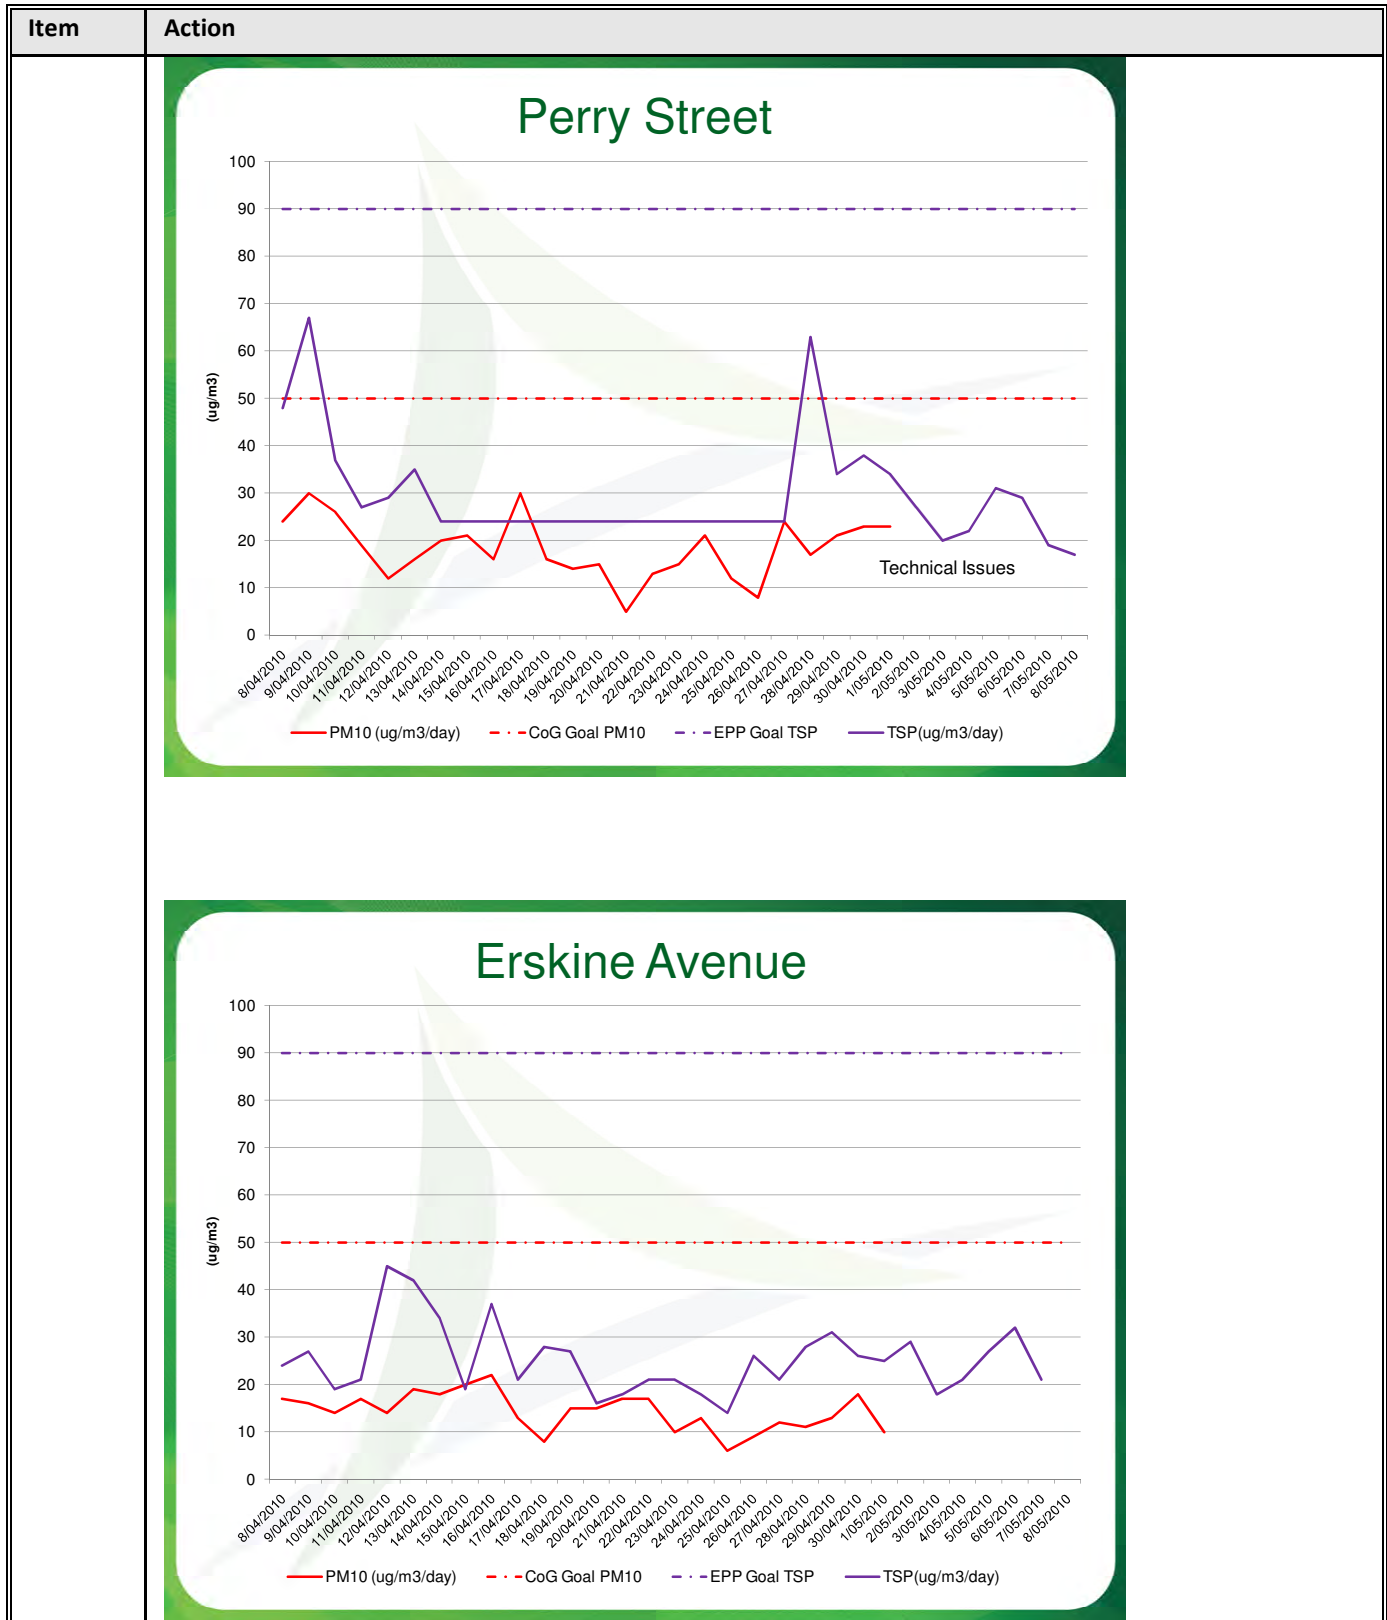 Item Action
Perry Street
100
90
80
70
60
50
40
30
20
10
0
(ug/m3)
Technical Issues
8/04/2010 9/04/2010 10/04/2010 11/04/2010 12/04/2010 13/04/2010 14/04/2010 15/04/2010 16/04/2010 17/04/2010 18/04/2010 19/04/2010 20/04/2010 21/04/2010 22/04/2010 23/04/2010 24/04/2010 25/04/2010 26/04/2010 27/04/2010 28/04/2010 29/04/2010 30/04/2010 1/05/2010 2/05/2010 3/05/2010 4/05/2010 5/05/2010 6/05/2010 7/05/2010 8/05/2010
PM10 (ug/m3/day) CoG Goal PM10 EPP Goal TSP TSP(ug/m3/day)
Erskine Avenue
100
90
80
70
60
50
40
30
20
10
0
(ug/m3)
8/04/2010 9/04/2010 10/04/2010 11/04/2010 12/04/2010 13/04/2010 14/04/2010 15/04/2010 16/04/2010 17/04/2010 18/04/2010 19/04/2010 20/04/2010 21/04/2010 22/04/2010 23/04/2010 24/04/2010 25/04/2010 26/04/2010 27/04/2010 28/04/2010 29/04/2010 30/04/2010 1/05/2010 2/05/2010 3/05/2010 4/05/2010 5/05/2010 6/05/2010 7/05/2010 8/05/2010
PM10 (ug/m3/day) CoG Goal PM10 EPP Goal TSP TSP(ug/m3/day)